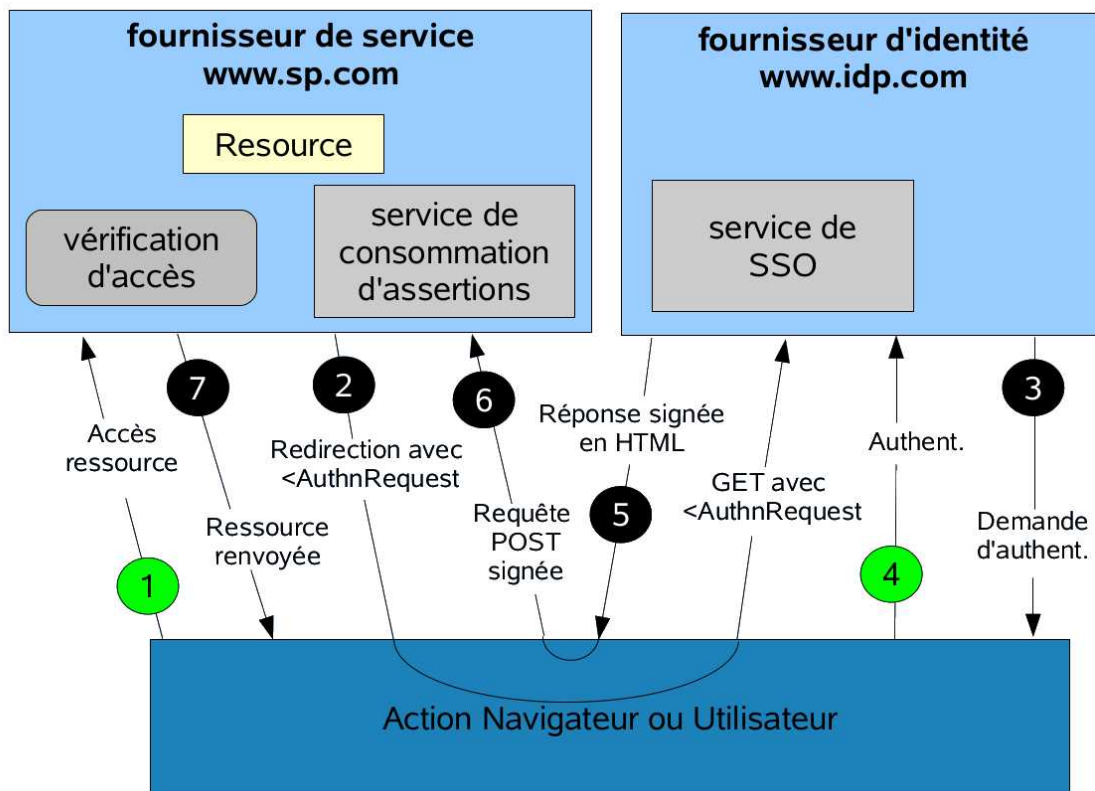 fournisseur de service
www.sp.com
Resource
vérification
d'accès
service de
consommation
d'assertions
fournisseur d'identité
www.idp.com
service de
SSO
7
2
6
3
Accès
ressource
Redirection avec
<AuthnRequest
Réponse signée
en HTML
Authent.
GET avec
<AuthnRequest
Ressource
renvoyée
Requête
POST
signée
5
Demande
d'authent.
1
4
Action Navigateur ou Utilisateur